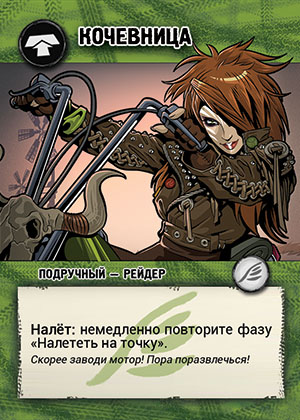 КОЧЕВНИЦА
ПОДРУЧНЫЙ – РЕЙДЕР
Налёт: немедленно повторите фазу
«Налететь на точку».
Скорее заводи мотор! Пора поразвлечься!